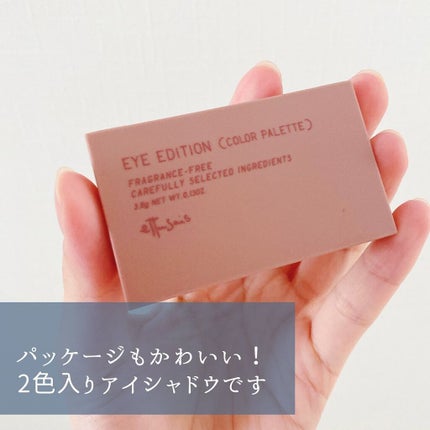 EYE EDITION (COLOR PALETTE)
FRAGRANCE-FREE
CAREFULLY SELECTED INGREDIENTS
3.8g NET WT.0.13OZ.
ettusais
パッケージもかわいい！
2色入りアイシャドウです